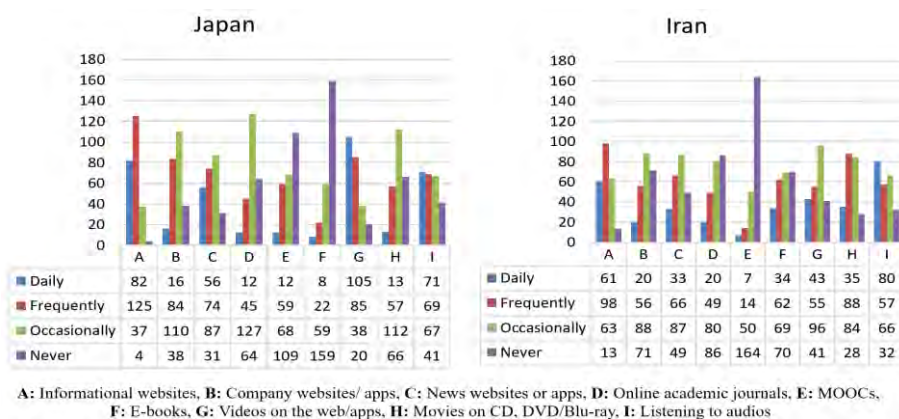 Japan
180
160
140
120
100
80
60
40
20
0
A B C D E F G H I
Daily 82 16 56 12 12 8 105 13 71
Frequently 125 84 74 45 59 22 85 57 69
Occasionally 37 110 87 127 68 59 38 112 67
Never 4 38 31 64 109 159 20 66 41
Iran
180
160
140
120
100
80
60
40
20
0
A B C D E F G H I
Daily 61 20 33 20 7 34 43 35 80
Frequently 98 56 66 49 14 62 55 88 57
Occasionally 63 88 87 80 50 69 96 84 66
Never 13 71 49 86 164 70 41 28 32
A: Informational websites, B: Company websites/ apps, C: News websites or apps, D: Online academic journals, E: MOOCs,
F: E-books, G: Videos on the web/apps, H: Movies on CD, DVD/Blu-ray, I: Listening to audios